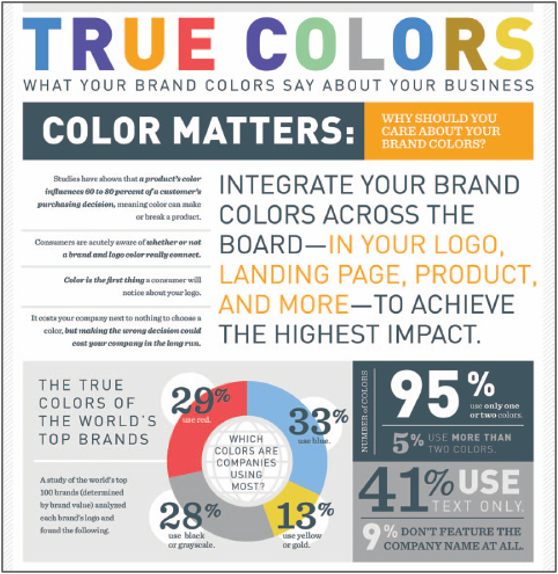 TRUE COLORS
WHAT YOUR BRAND COLORS SAY ABOUT YOUR BUSINESS
COLOR MATTERS:
WHY SHOULD YOU
CARE ABOUT YOUR
BRAND COLORS?
Studies have shown that a product's color
influences 60 to 80 percent of a customer's
purchasing decision, meaning color can make
or break a product.
Consumers are acutely aware of whether or not
a brand and logo color really connect.
Color is the first thing a consumer will
notice about your logo.
It costs your company next to nothing to choose a
color, but making the wrong decision could
cost your company in the long run.
INTEGRATE YOUR BRAND
COLORS ACROSS THE
BOARD—IN YOUR LOGO,
LANDING PAGE, PRODUCT,
AND MORE—TO ACHIEVE
THE HIGHEST IMPACT.
THE TRUE
COLORS OF
THE WORLD'S
TOP BRANDS
A study of the world's top
100 brands (determined
by brand value) analyzed
each brand's logo and
found the following.
29%
use red.
33%
use blue.
WHICH
COLORS ARE
COMPANIES
USING
MOST?
28%
use black
or grayscale.
13%
use yellow
or gold.
NUMBER of COLORS
95%
use only one
or two colors.
5% USE MORE THAN
TWO COLORS.
41% USE
TEXT ONLY.
9% DON'T FEATURE THE
COMPANY NAME AT ALL.